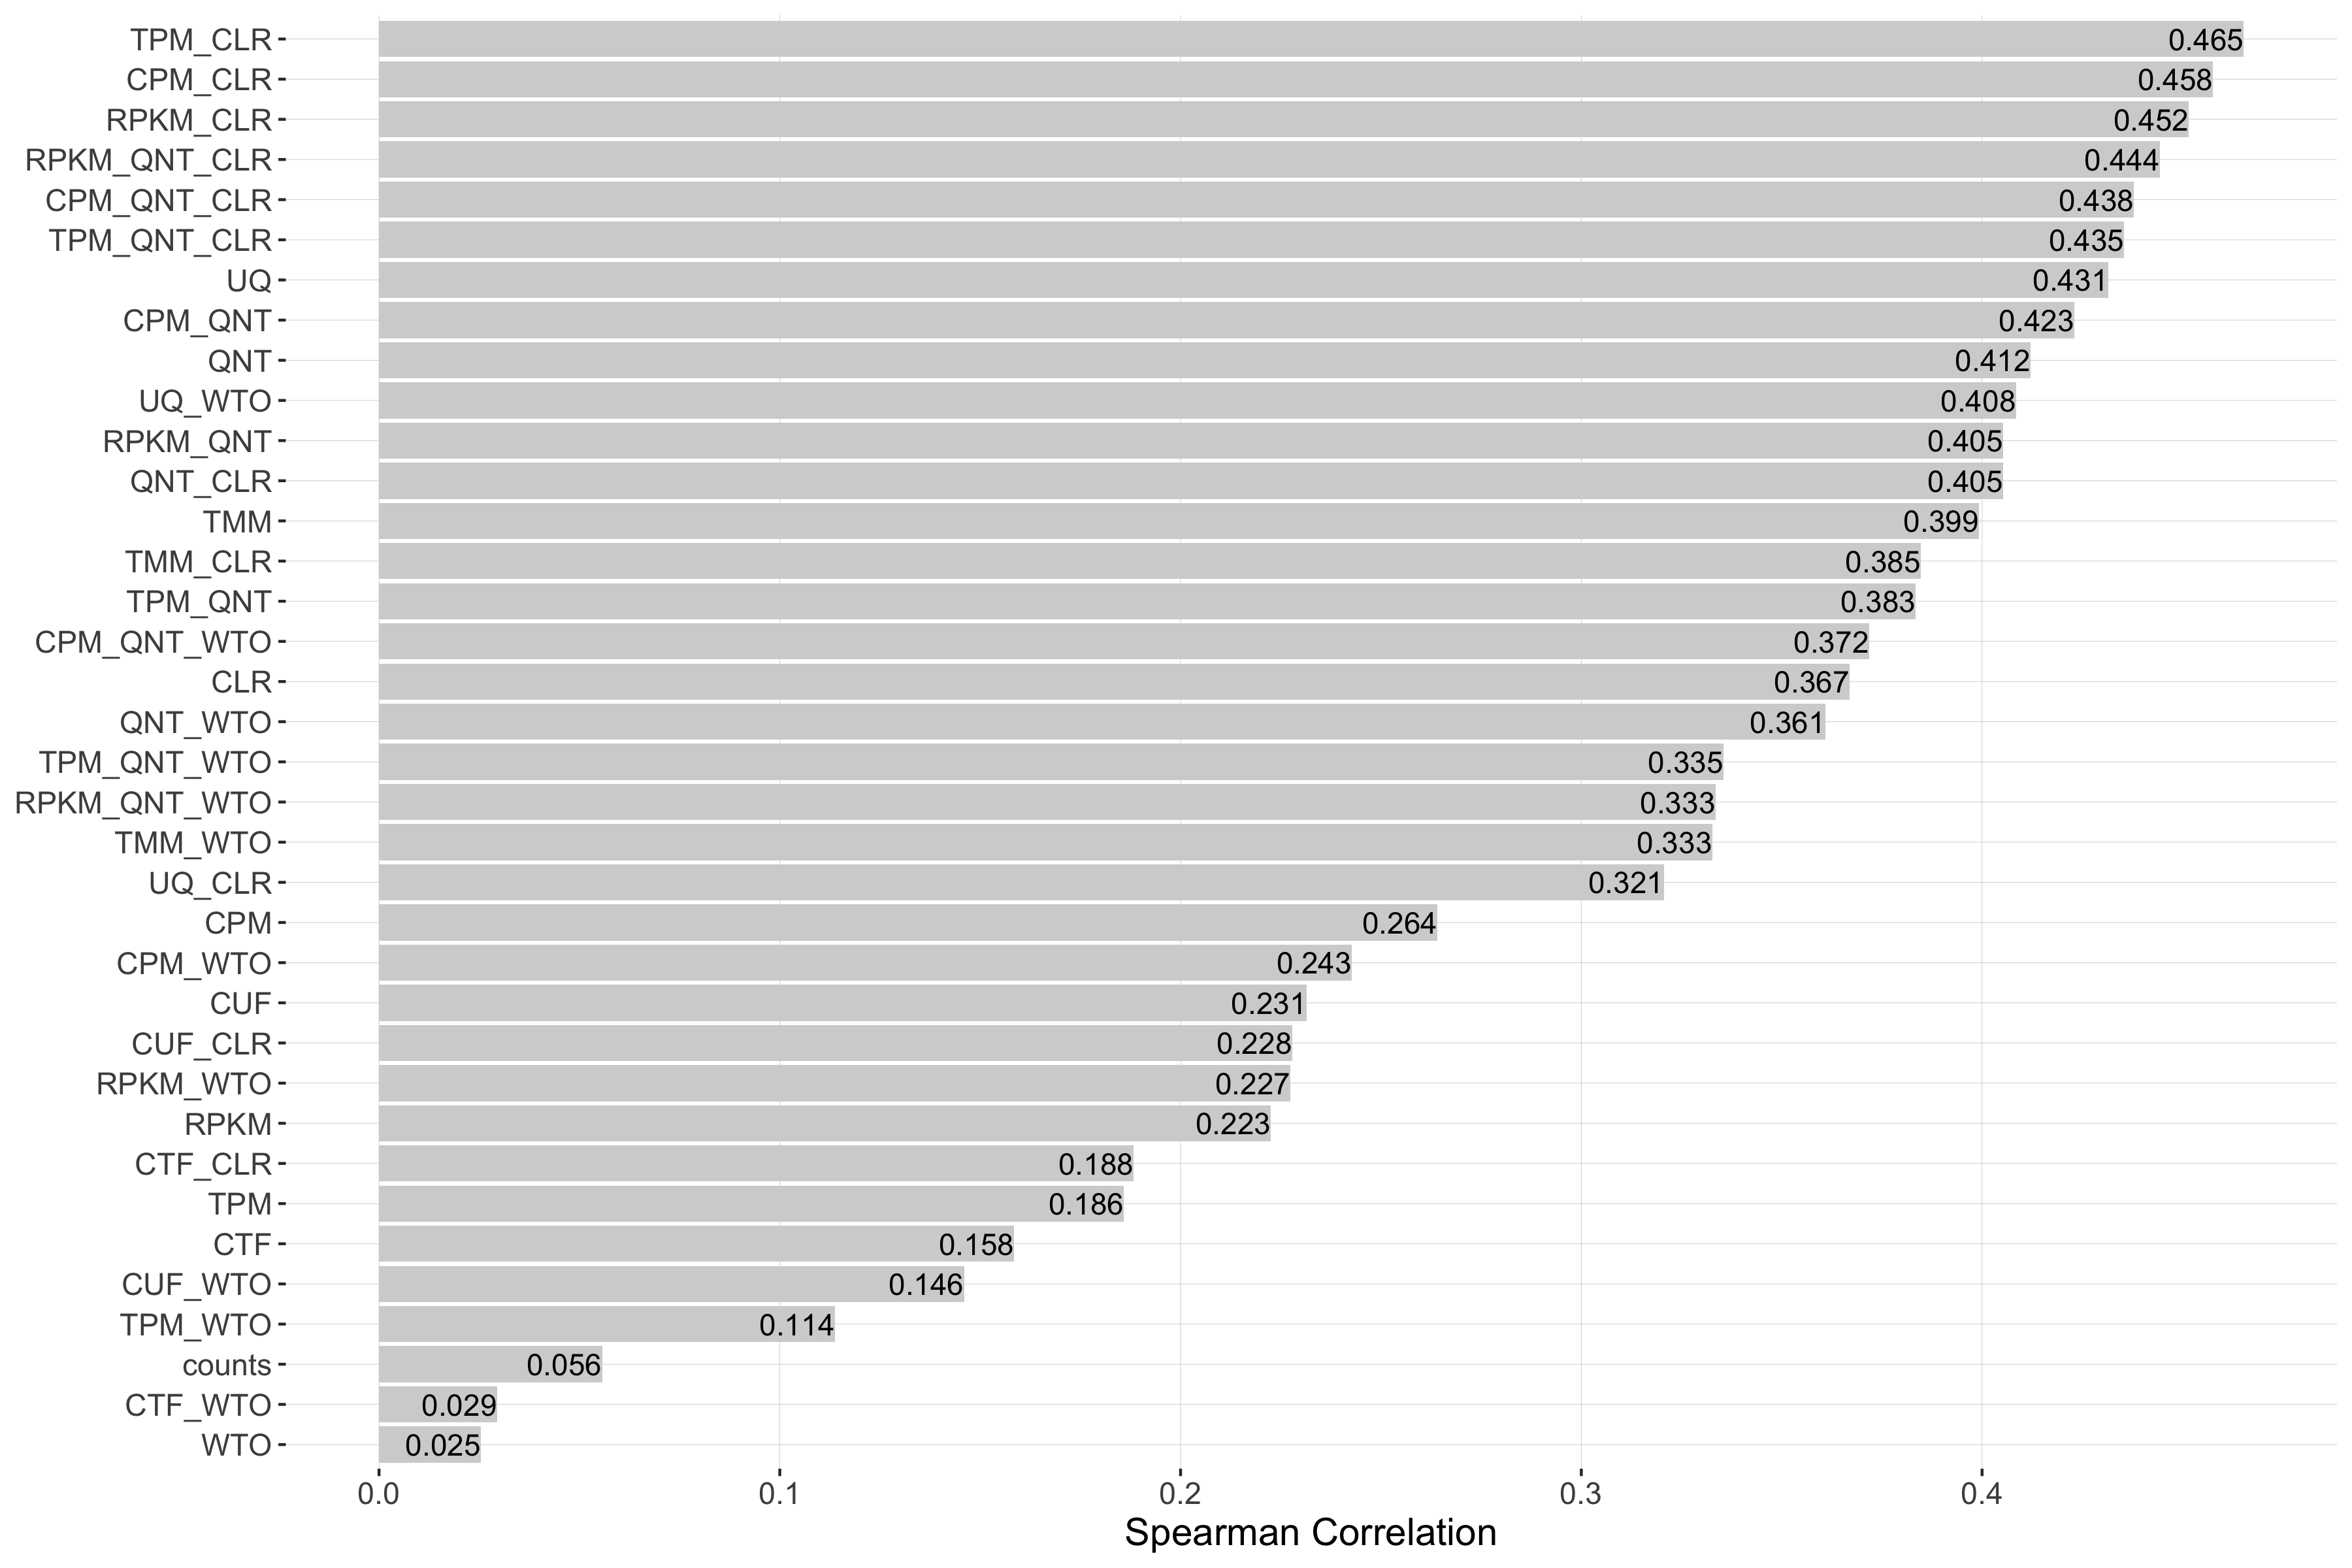 TPM_CLR 0.465
CPM_CLR 0.458
RPKM_CLR 0.452
RPKM_QNT_CLR 0.444
CPM_QNT_CLR 0.438
TPM_QNT_CLR 0.435
UQ 0.431
CPM_QNT 0.423
QNT 0.412
UQ_WTO 0.408
RPKM_QNT 0.405
QNT_CLR 0.405
TMM 0.399
TMM_CLR 0.385
TPM_QNT 0.383
CPM_QNT_WTO 0.372
CLR 0.367
QNT_WTO 0.361
TPM_QNT_WTO 0.335
RPKM_QNT_WTO 0.333
TMM_WTO 0.333
UQ_CLR 0.321
CPM 0.264
CPM_WTO 0.243
CUF 0.231
CUF_CLR 0.228
RPKM_WTO 0.227
RPKM 0.223
CTF_CLR 0.188
TPM 0.186
CTF 0.158
CUF_WTO 0.146
TPM_WTO 0.114
counts 0.056
CTF_WTO 0.029
WTO 0.025
0.0 0.1 0.2 0.3 0.4
Spearman Correlation